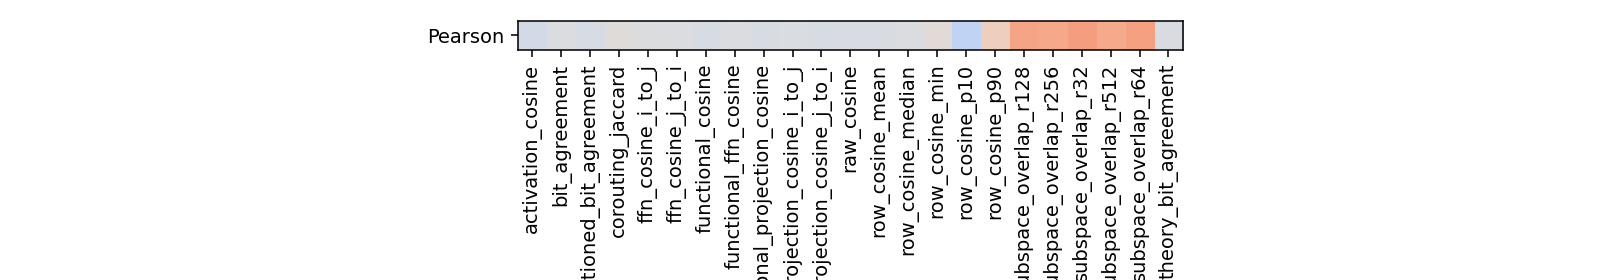 Pearson
activation_cosine
bit_agreement
tioned_bit_agreement
corouting_jaccard
ffn_cosine_i_to_j
ffn_cosine_j_to_i
functional_cosine
functional_ffn_cosine
onal_projection_cosine
rojection_cosine_i_to_j
rojection_cosine_j_to_i
raw_cosine
row_cosine_mean
row_cosine_median
row_cosine_min
row_cosine_p10
row_cosine_p90
ubspace_overlap_r128
ubspace_overlap_r256
subspace_overlap_r32
ubspace_overlap_r512
subspace_overlap_r64
theory_bit_agreement